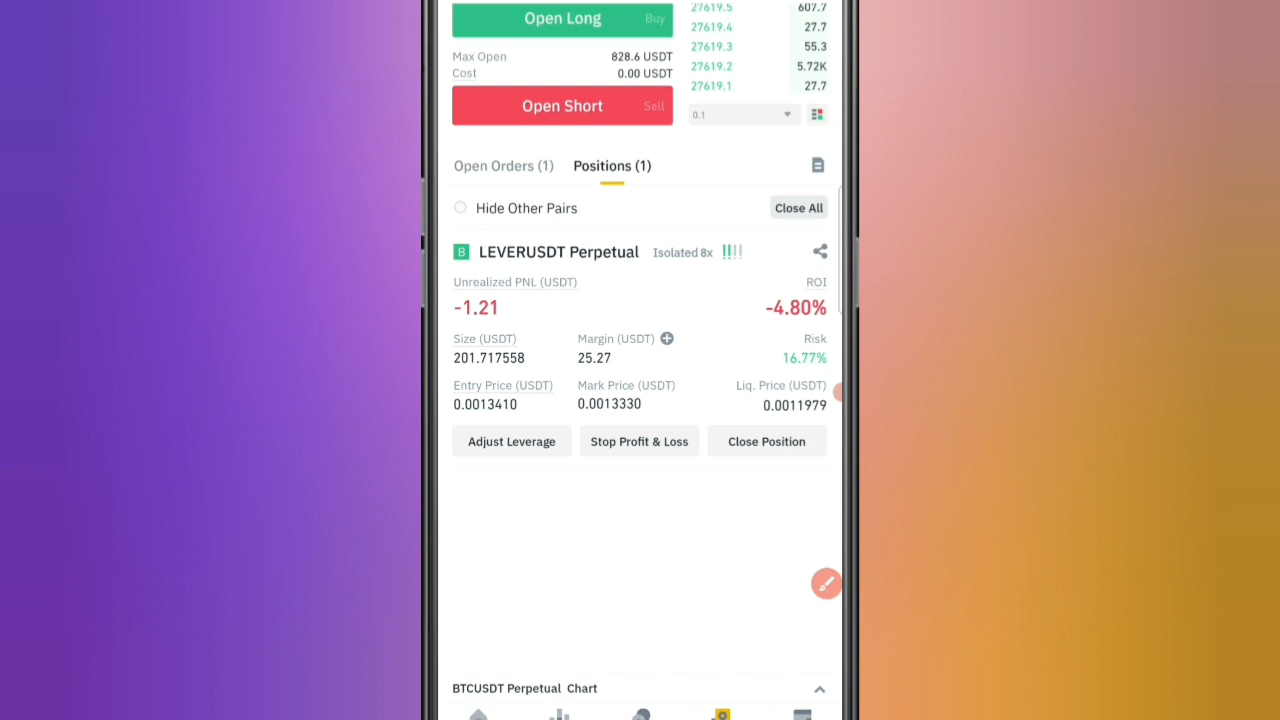 Open Long Buy
Max Open 828.6 USDT
Cost 0.00 USDT
Open Short Sell
27619.5 607.7
27619.4 27.7
27619.3 55.3
27619.2 5.72K
27619.1 27.7
0.1
Open Orders (1) Positions (1)
Hide Other Pairs Close All
B LEVERUSDT Perpetual Isolated 8x !!!!
Unrealized PNL (USDT) ROI
-1.21 -4.80%
Size (USDT) Margin (USDT) Risk
201.717558 25.27 16.77%
Entry Price (USDT) Mark Price (USDT) Liq. Price (USDT)
0.0013410 0.0013330 0.0011979
Adjust Leverage Stop Profit & Loss Close Position
BTCUSDT Perpetual Chart